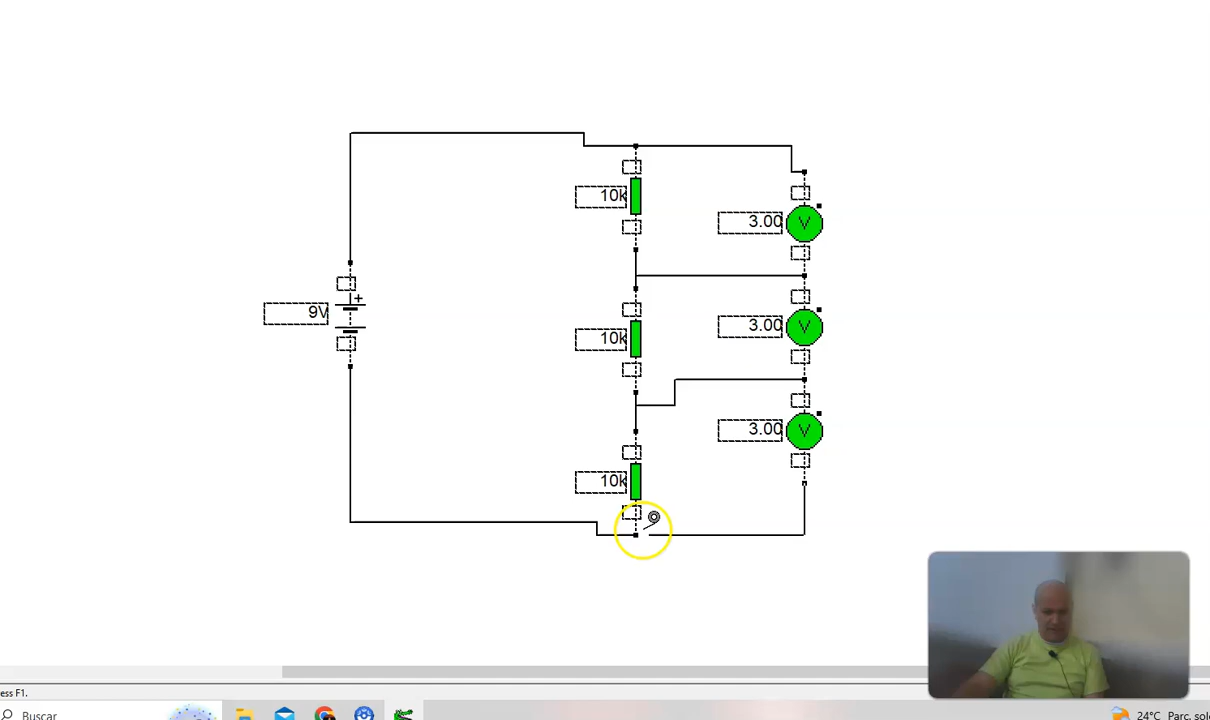 10k
3.00
+
9V
10k
3.00
V
V
10k
3.00
V
ess F1.
Buscar
24°C Parc. sol